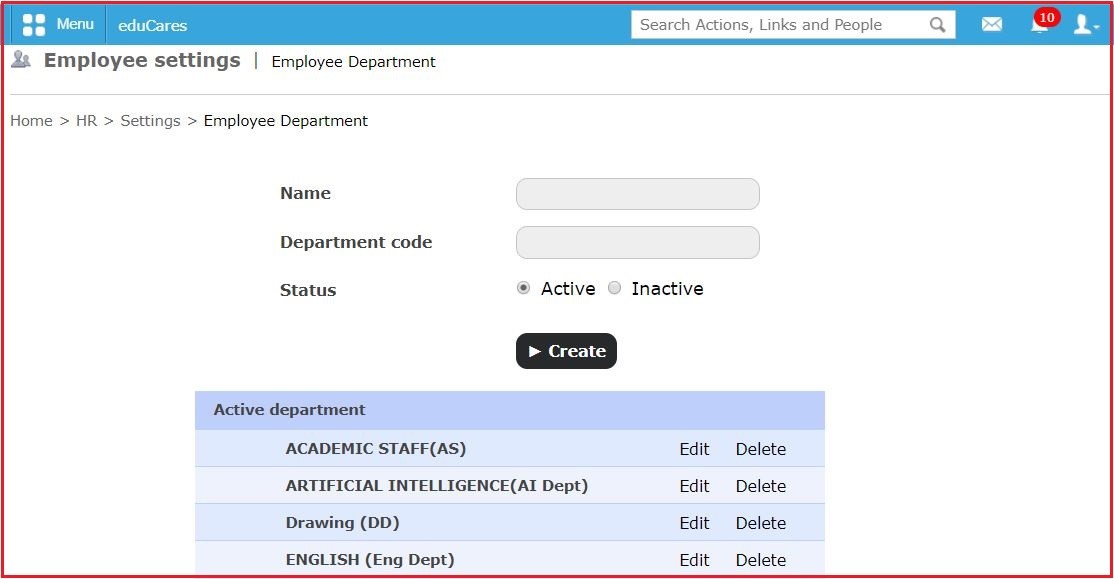 Menu eduCares Search Actions, Links and People 10
Employee settings | Employee Department
Home > HR > Settings > Employee Department
Name
Department code
Status Active Inactive
► Create
Active department
ACADEMIC STAFF(AS) Edit Delete
ARTIFICIAL INTELLIGENCE(AI Dept) Edit Delete
Drawing (DD) Edit Delete
ENGLISH (Eng Dept) Edit Delete